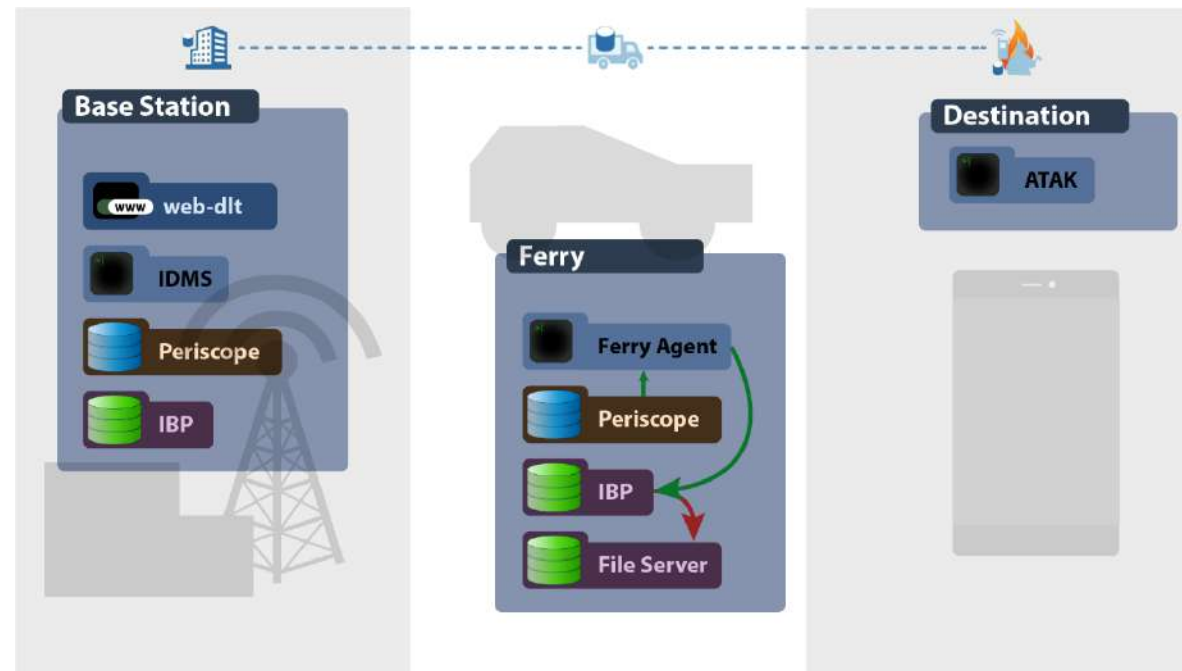 Base Station
www web-dlt
IDMS
Periscope
IBP
Ferry
Ferry Agent
Periscope
IBP
File Server
Destination
ATAK